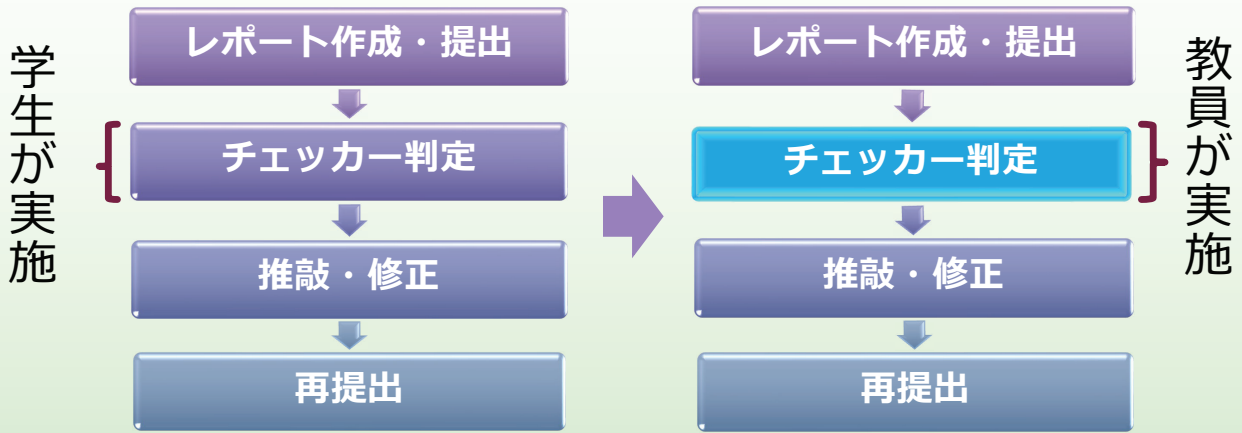 学生が実施
レポート作成・提出
チェッカー判定
推敲・修正
再提出
レポート作成・提出
チェッカー判定
推敲・修正
再提出
教員が実施